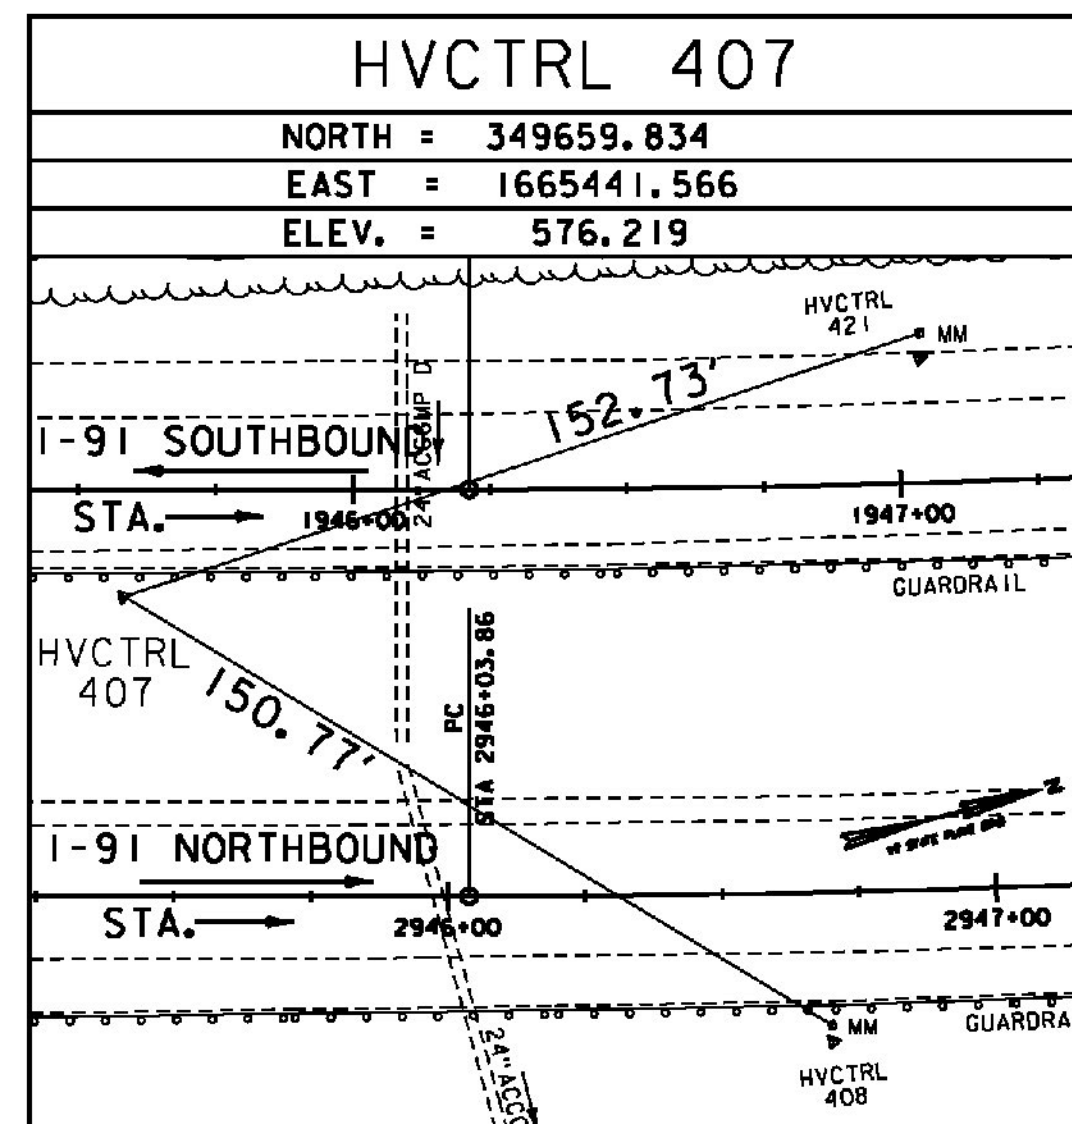 HVCTRL 407
NORTH = 349659.834
EAST = 1665441.566
ELEV. = 576.219
HVCTRL
421
MM
152.73'
24" ACCGMP D
I-91 SOUTHBOUND
STA.
1946+00
1947+00
GUARDRAIL
HVCTRL
407
150.77'
PC
STA 2946+03.86
N
I-91 NORTHBOUND
STA.
2946+00
2947+00
MM
GUARDRA
24" ACCG
HVCTRL
408